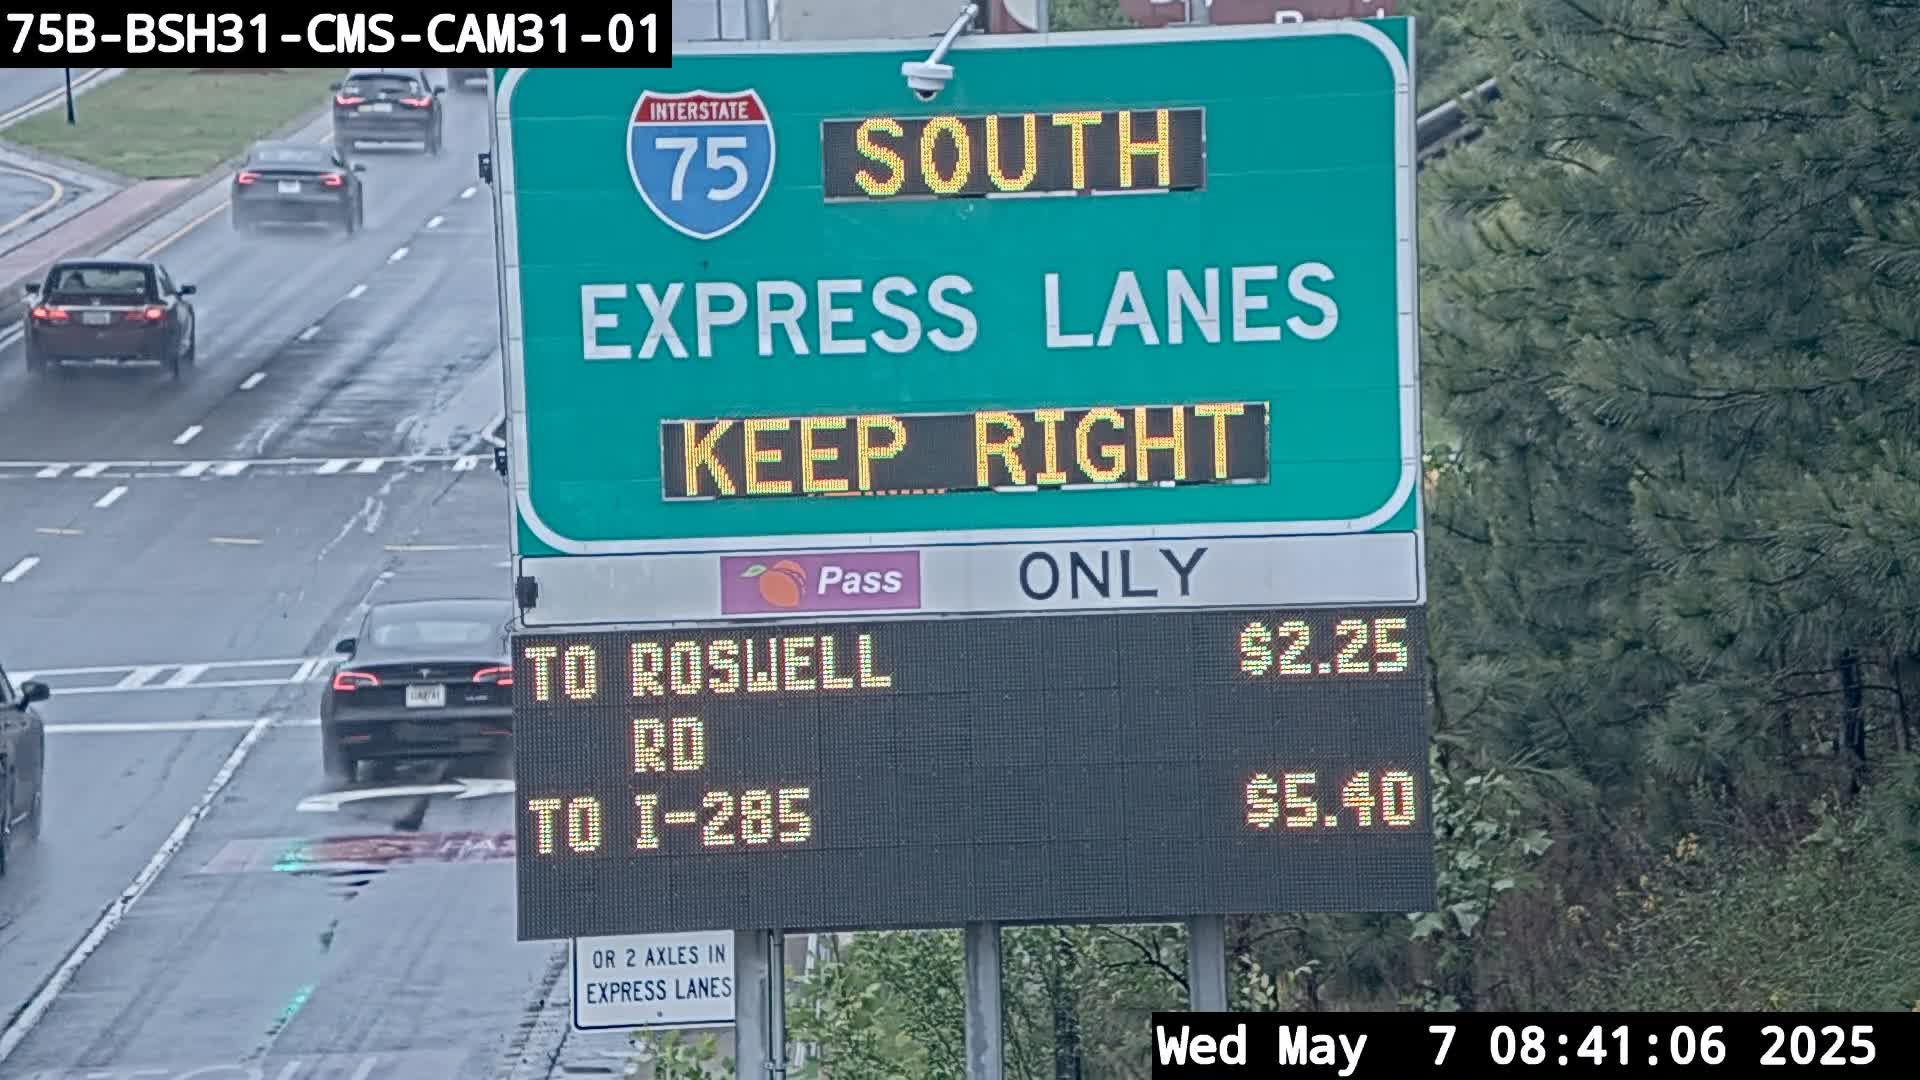 75B-BSH31-CMS-CAM31-01
INTERSTATE
75
SOUTH
EXPRESS LANES
KEEP RIGHT
Pass ONLY
TO ROSWELL $2.25
RD
TO I-285 $5.40
OR 2 AXLES IN
EXPRESS LANES
Wed May 7 08:41:06 2025